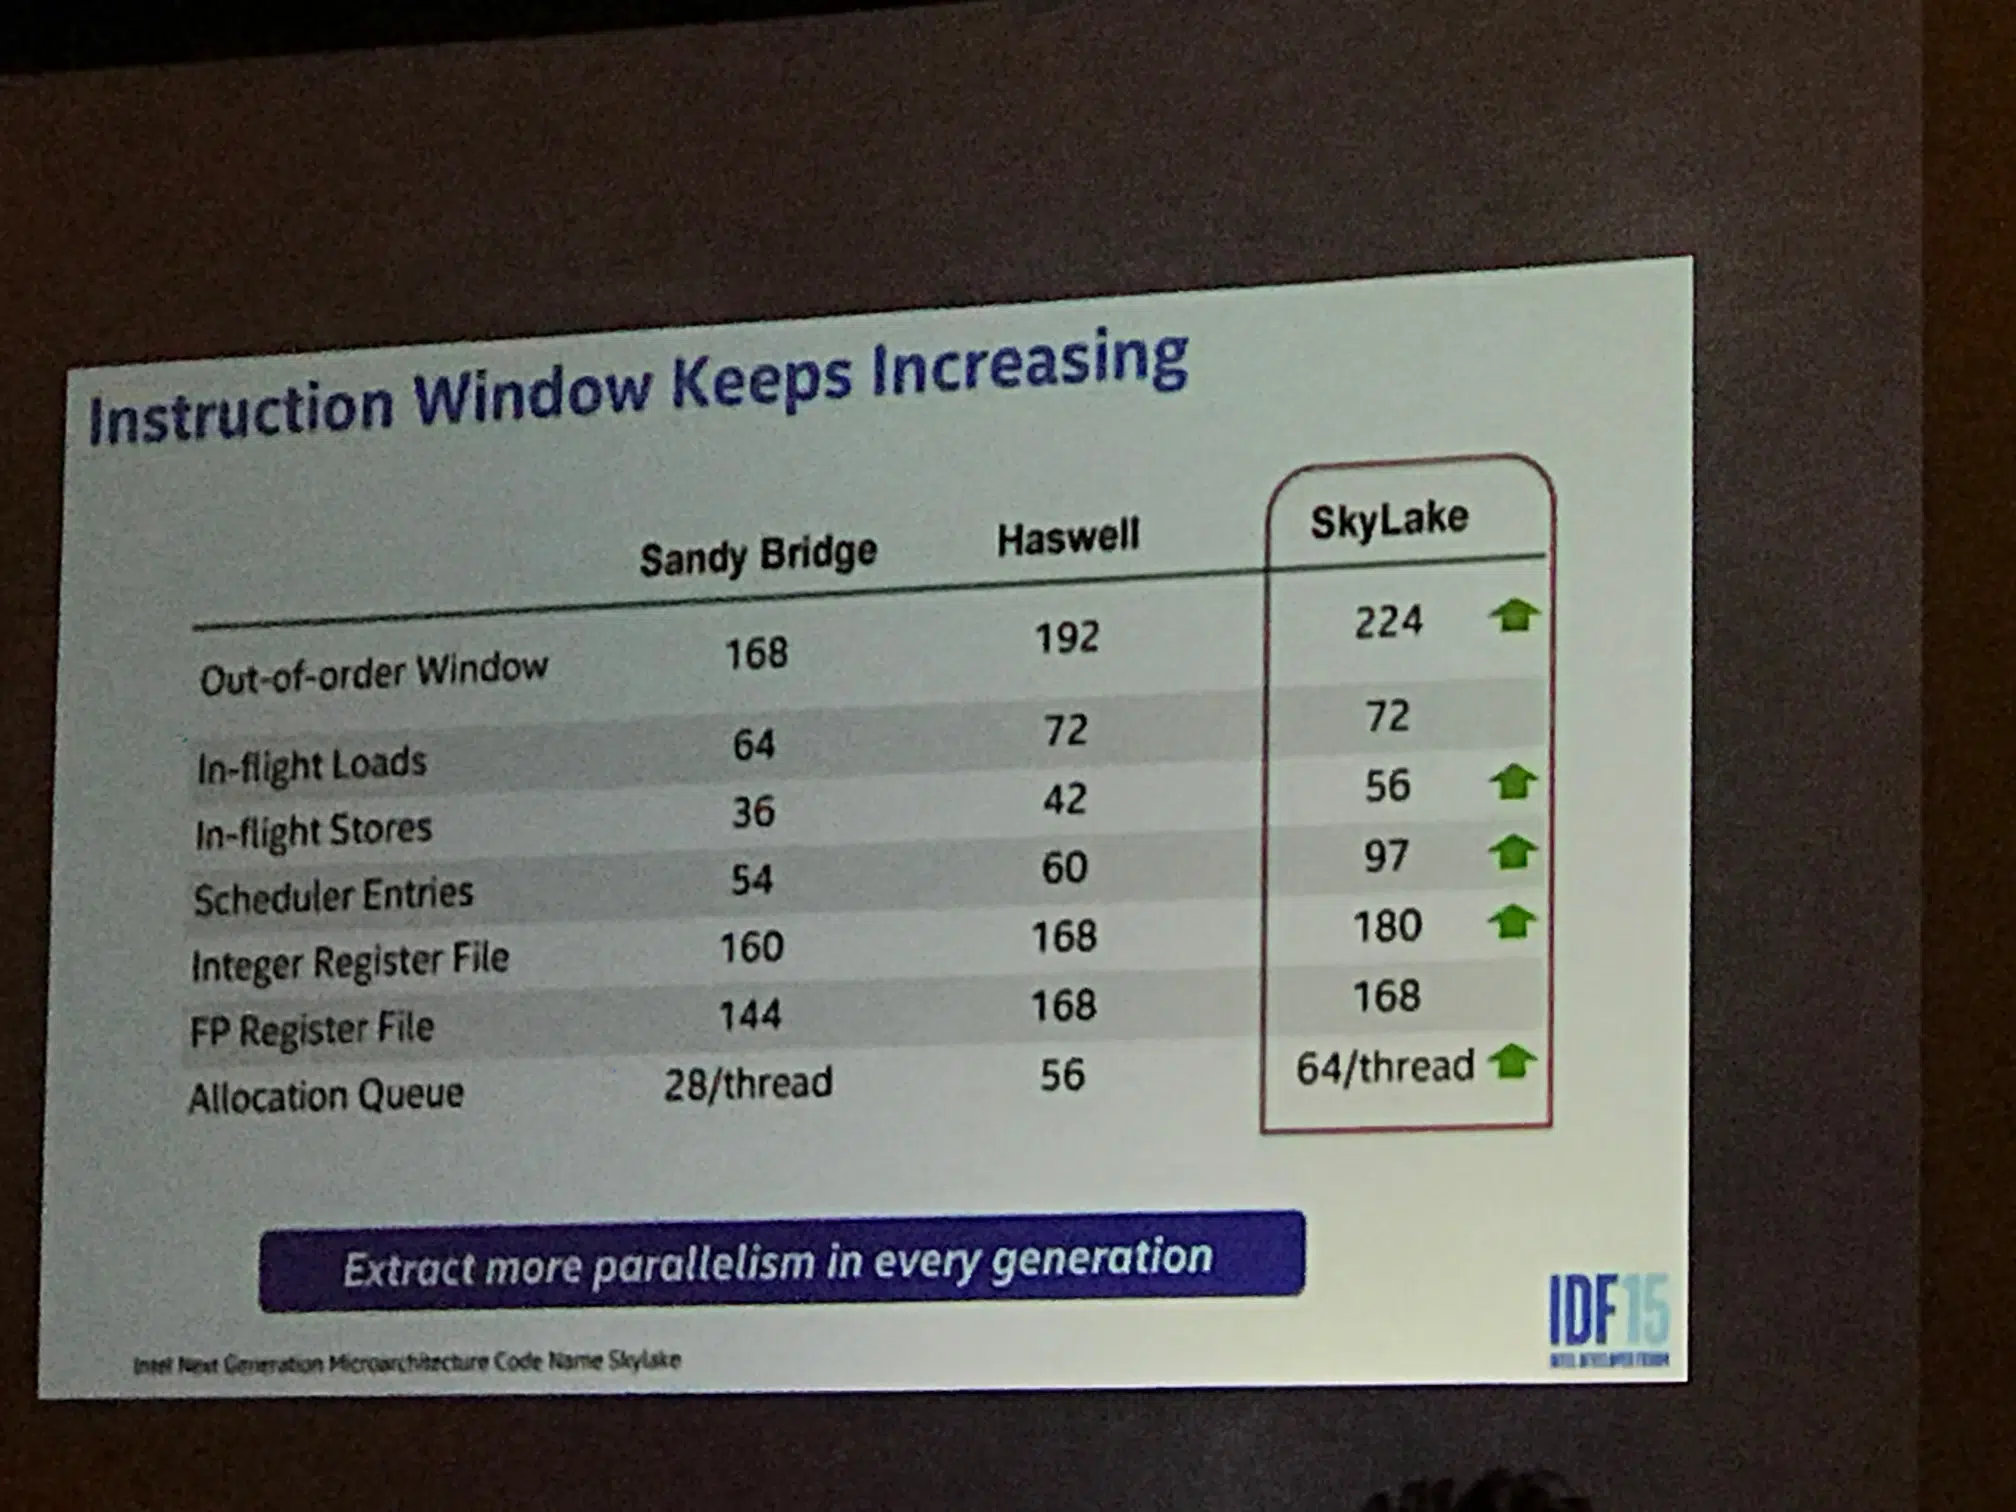 Instruction Window Keeps Increasing
Sandy Bridge Haswell SkyLake
Out-of-order Window 168 192 224
In-flight Loads 64 72 72
In-flight Stores 36 42 56
Scheduler Entries 54 60 97
Integer Register File 160 168 180
FP Register File 144 168 168
Allocation Queue 28/thread 56 64/thread
Extract more parallelism in every generation
Intel Next Generation Microarchitecture Code Name Skylake
IDF15
INTEL DEVELOPER FORUM